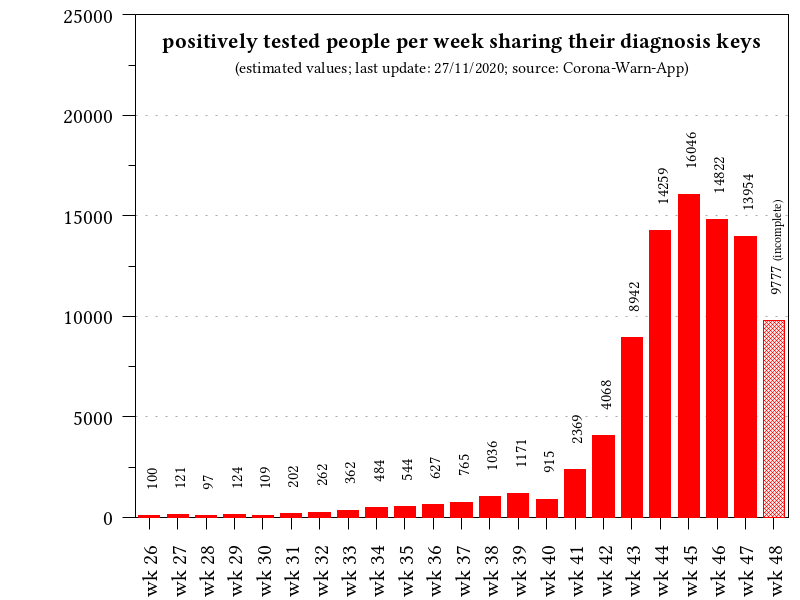 positively tested people per week sharing their diagnosis keys
(estimated values; last update: 27/11/2020; source: Corona-Warn-App)
25000
20000
15000
10000
5000
0
100
121
97
124
109
202
262
362
484
544
627
765
1036
1171
915
2369
4068
8942
14259
16046
14822
13954
9777 (incomplete)
wk 26
wk 27
wk 28
wk 29
wk 30
wk 31
wk 32
wk 33
wk 34
wk 35
wk 36
wk 37
wk 38
wk 39
wk 40
wk 41
wk 42
wk 43
wk 44
wk 45
wk 46
wk 47
wk 48